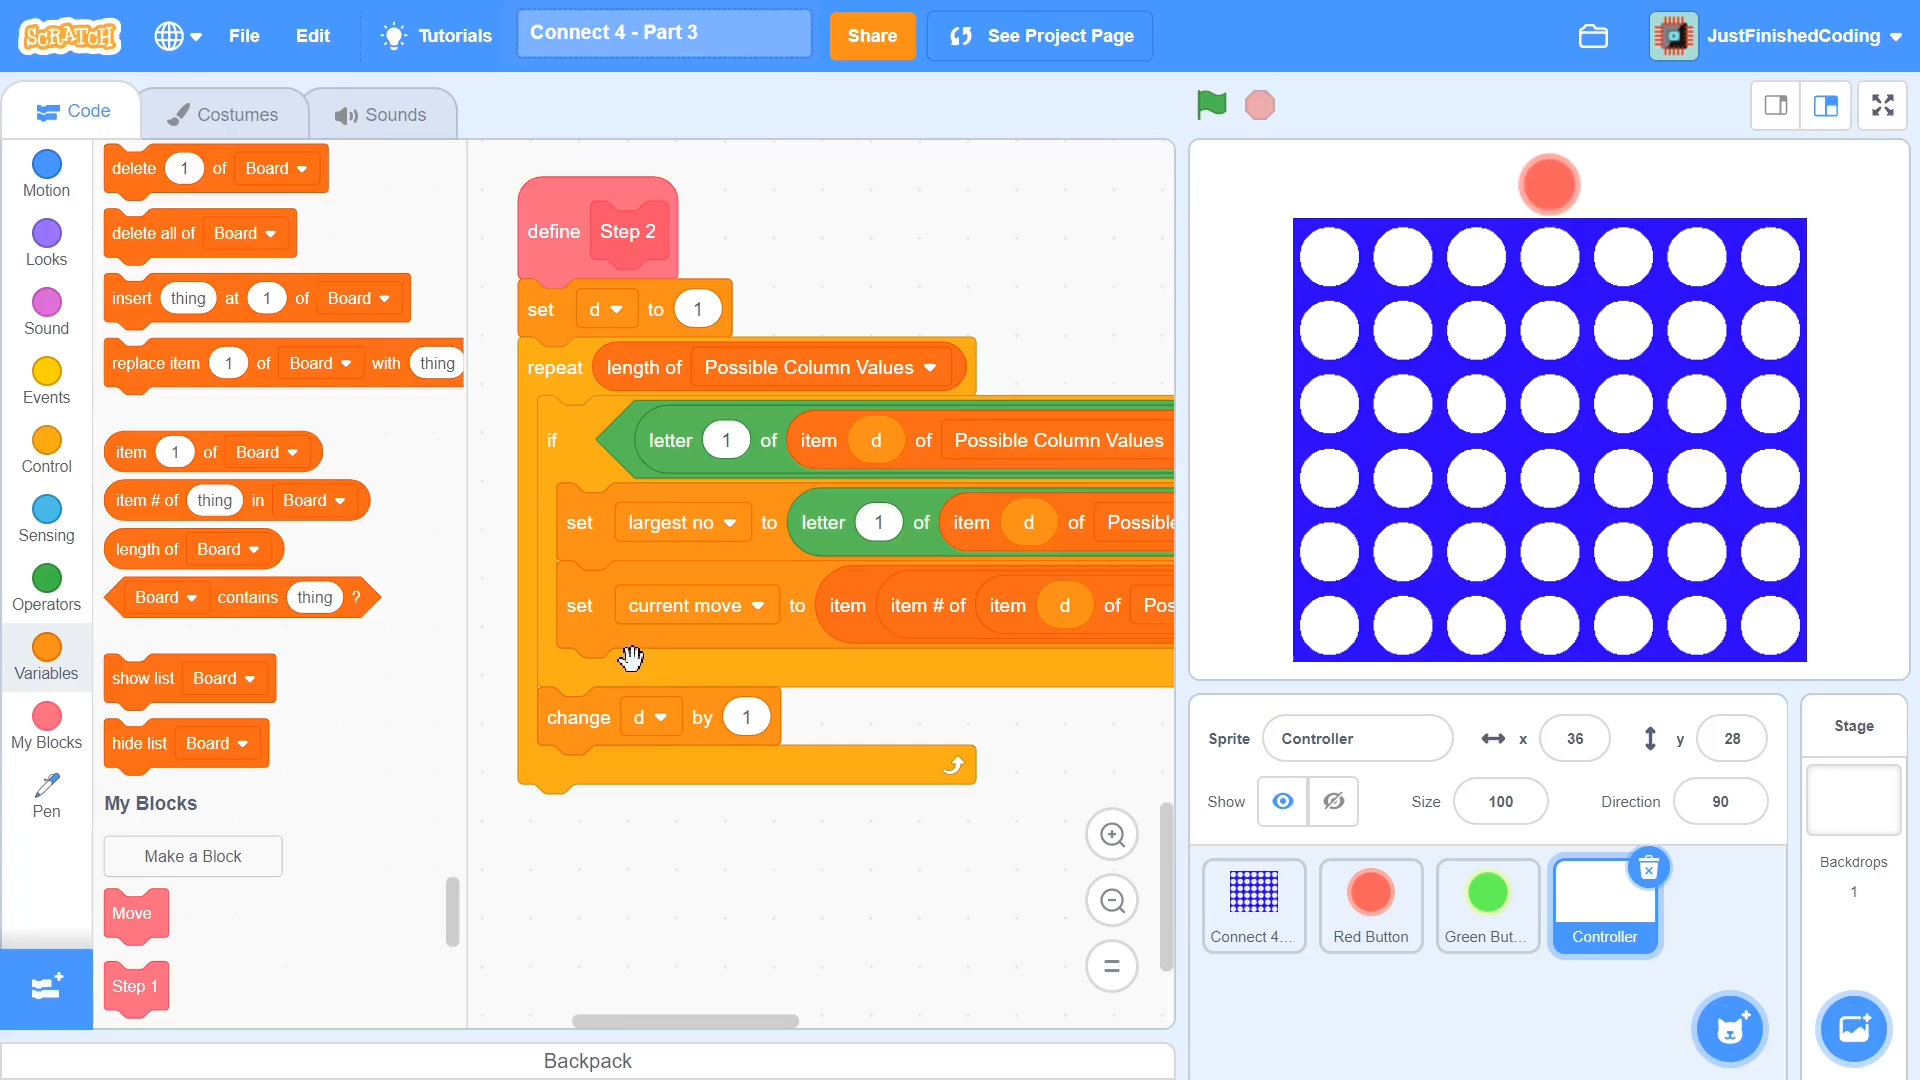 SCRATCH
File
Edit
Tutorials
Connect 4 - Part 3
Share
See Project Page
JustFinishedCoding
Code
Costumes
Sounds
Motion
Looks
Sound
Events
Control
Sensing
Operators
Variables
My Blocks
Pen
delete 1 of Board
delete all of Board
insert thing at 1 of Board
replace item 1 of Board with thing
item 1 of Board
item # of thing in Board
length of Board
Board contains thing ?
show list Board
hide list Board
My Blocks
Make a Block
Move
Step 1
define Step 2
set d to 1
repeat length of Possible Column Values
if letter 1 of item d of Possible Column Values
set largest no to letter 1 of item d of
set current move to item item # of item d of
change d by 1
Backpack
Sprite Controller x 36 y 28
Show Size 100 Direction 90
Connect 4...
Red Button
Green But...
Controller
Stage
Backdrops
1